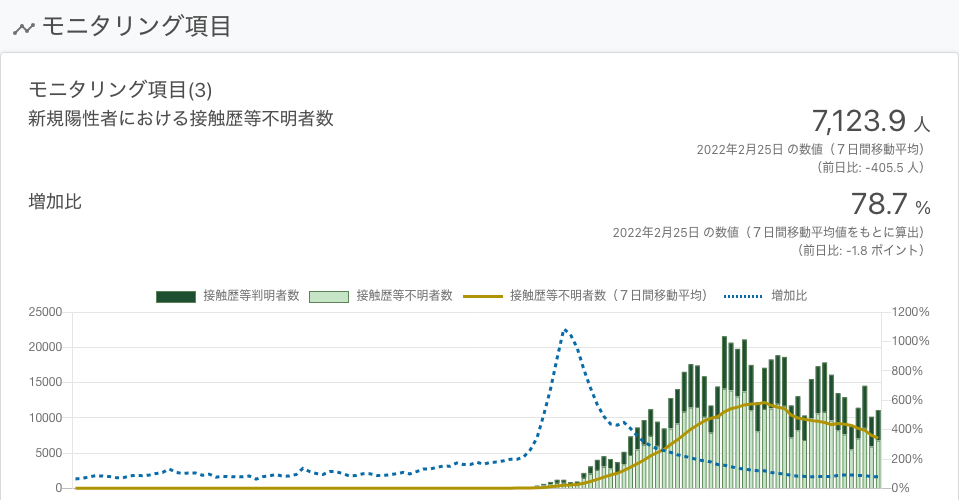 モニタリング項目
モニタリング項目(3)
新規陽性者における接触歴等不明者数
7,123.9 人
2022年2月25日 の数値（７日間移動平均）
（前日比: -405.5 人）
増加比
78.7 %
2022年2月25日 の数値（７日間移動平均値をもとに算出）
（前日比: -1.8 ポイント）
接触歴等判明者数 接触歴等不明者数 接触歴等不明者数（７日間移動平均） 増加比
25000 1200%
1000%
20000
800%
15000
600%
10000
400%
5000 200%
0 0%